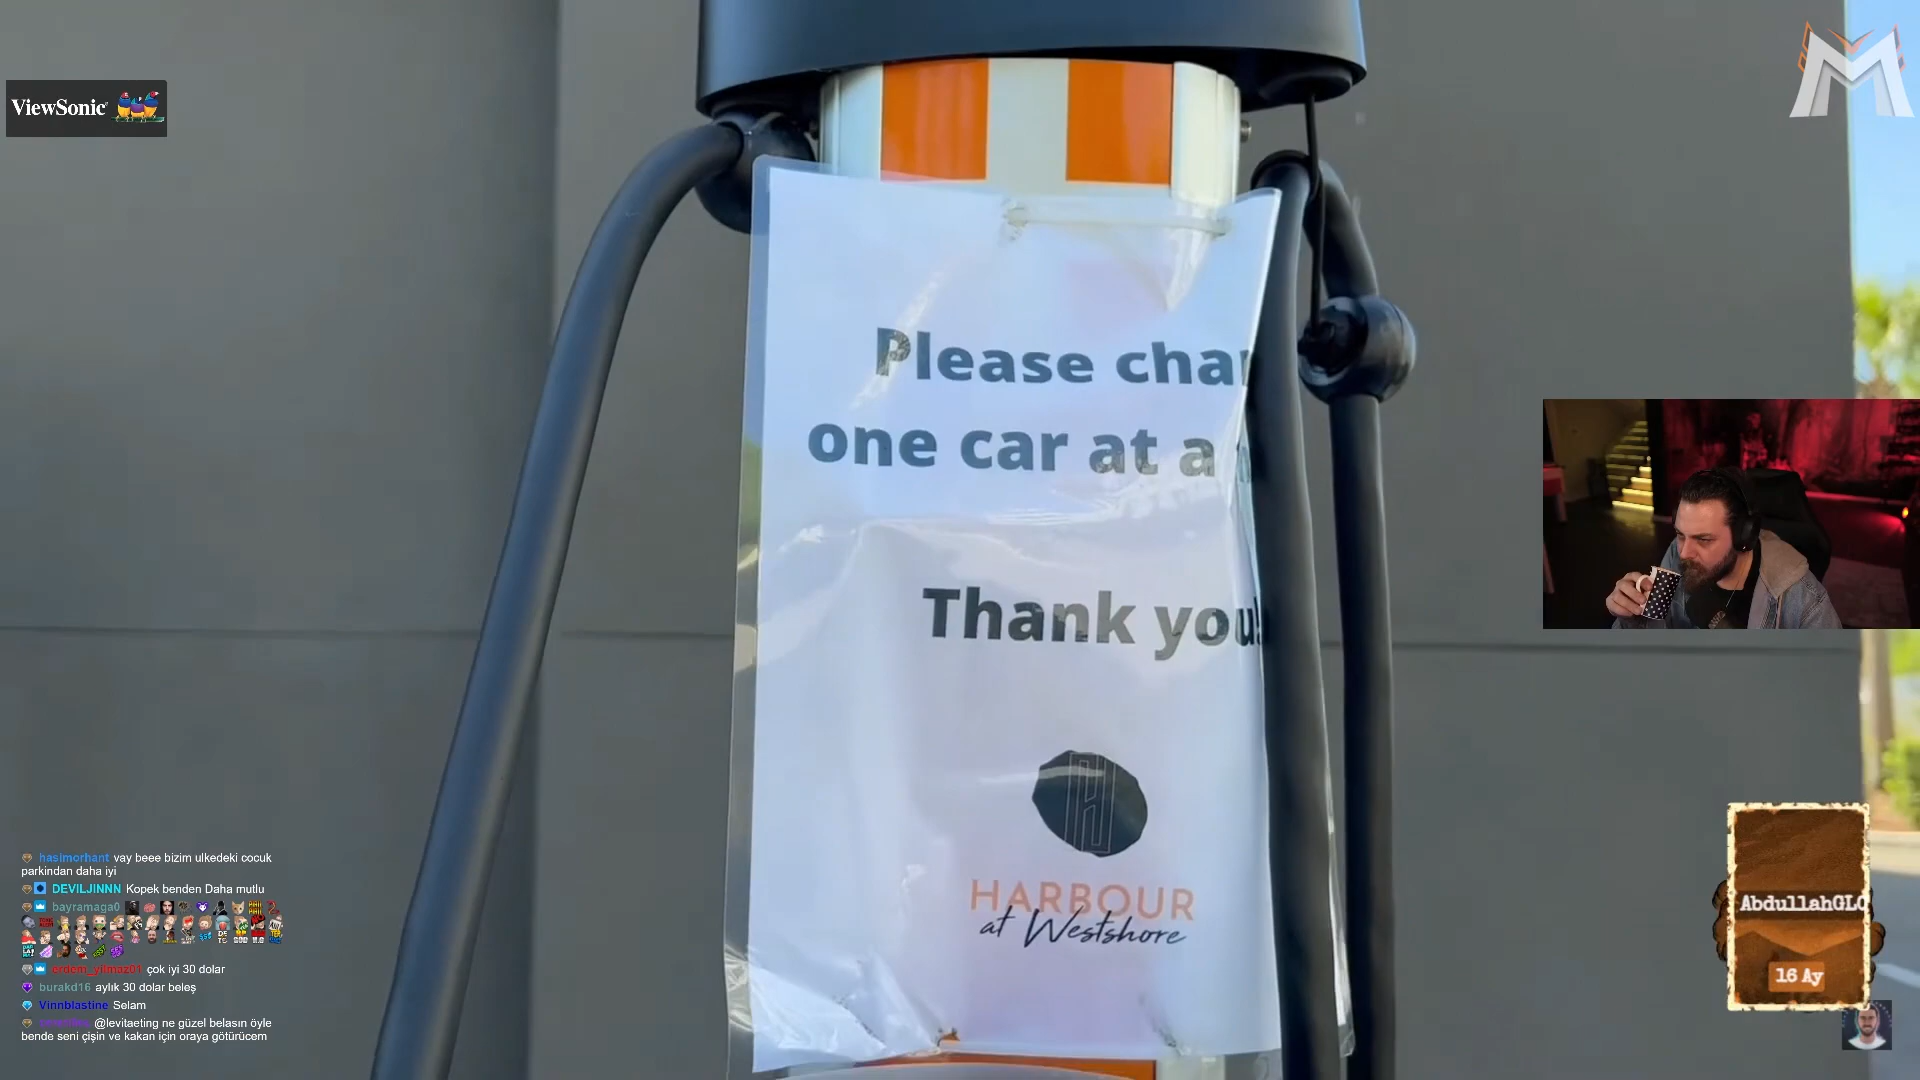 ViewSonic
Please char
one car at a
Thank you!
HARBOUR
at Westshore
hasimorhant vay beee bizim ulkedeki cocuk
parkindan daha iyi
DEVILJINNN Kopek benden Daha mutlu
bayramaga0
erdem_yilmaz01 çok iyi 30 dolar
burakd16 aylık 30 dolar beleş
Vinnblastine Selam
@levitaeting ne güzel belasın öyle
bende seni çişin ve kakan için oraya götürücem
AbdullahGLO
16 Ay